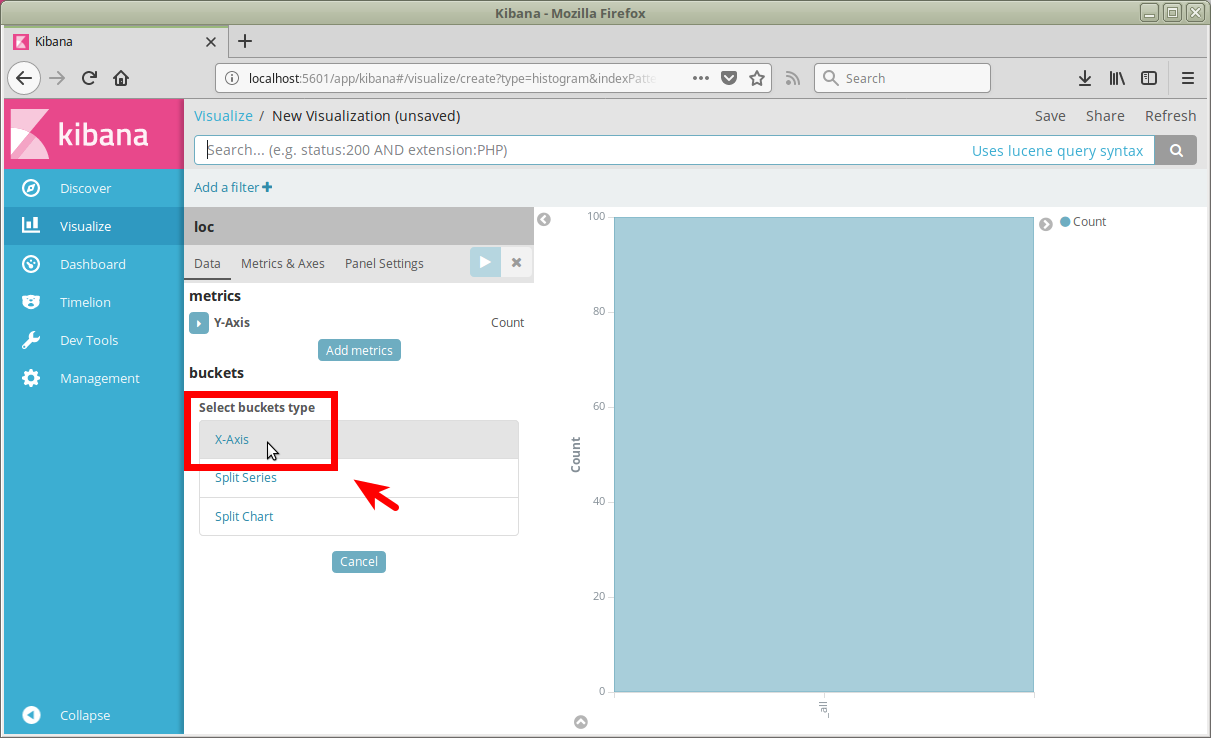 Kibana - Mozilla Firefox
Kibana
localhost:5601/app/kibana#/visualize/create?type=histogram&indexPatte
Search
kibana
Visualize / New Visualization (unsaved)
Save Share Refresh
Search... (e.g. status:200 AND extension:PHP)
Uses lucene query syntax
Add a filter
Discover
Visualize
Dashboard
Timelion
Dev Tools
Management
Collapse
loc
Data Metrics & Axes Panel Settings
metrics
Y-Axis Count
Add metrics
buckets
Select buckets type
X-Axis
Split Series
Split Chart
Cancel
100
80
60
40
20
0
Count
_all
Count